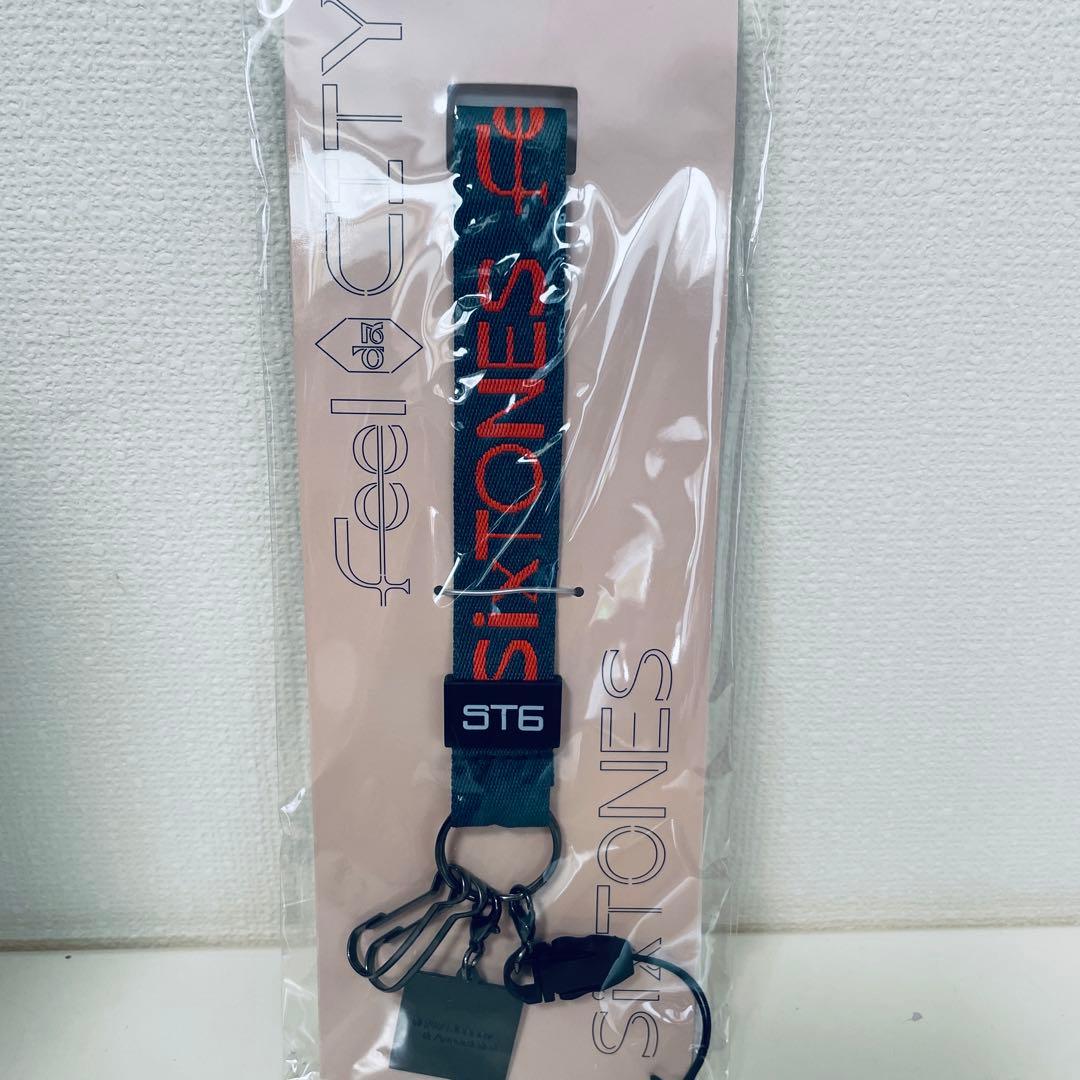 feel da CITY
SixTONES fe
ST6
SixTONES